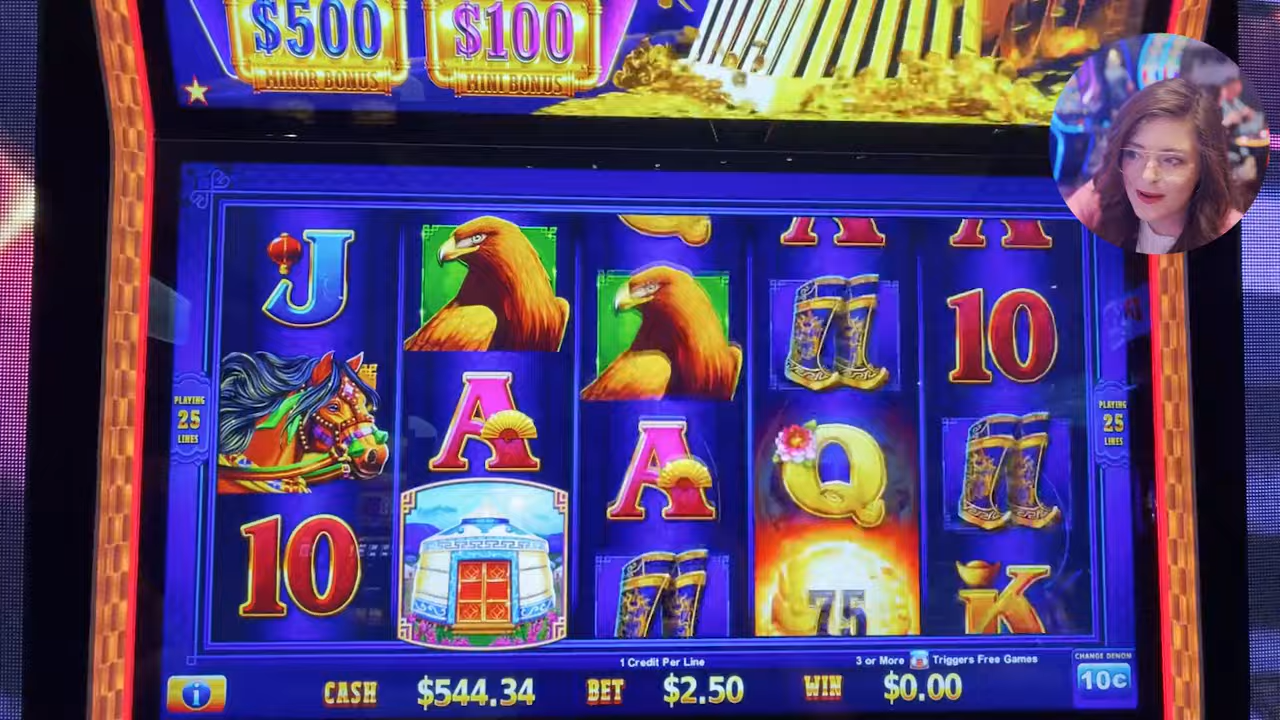 $500 $100
MINOR BONUS MINI BONUS
J A A
10
PLAYING
25
LINES
A
A
Q
PLAYING
25
LINES
10
15
K
1 Credit Per Line
3 or More Triggers Free Games
CHANGE DENOM
10¢
i CASH $544.34 BET $2.50 WIN $0.00